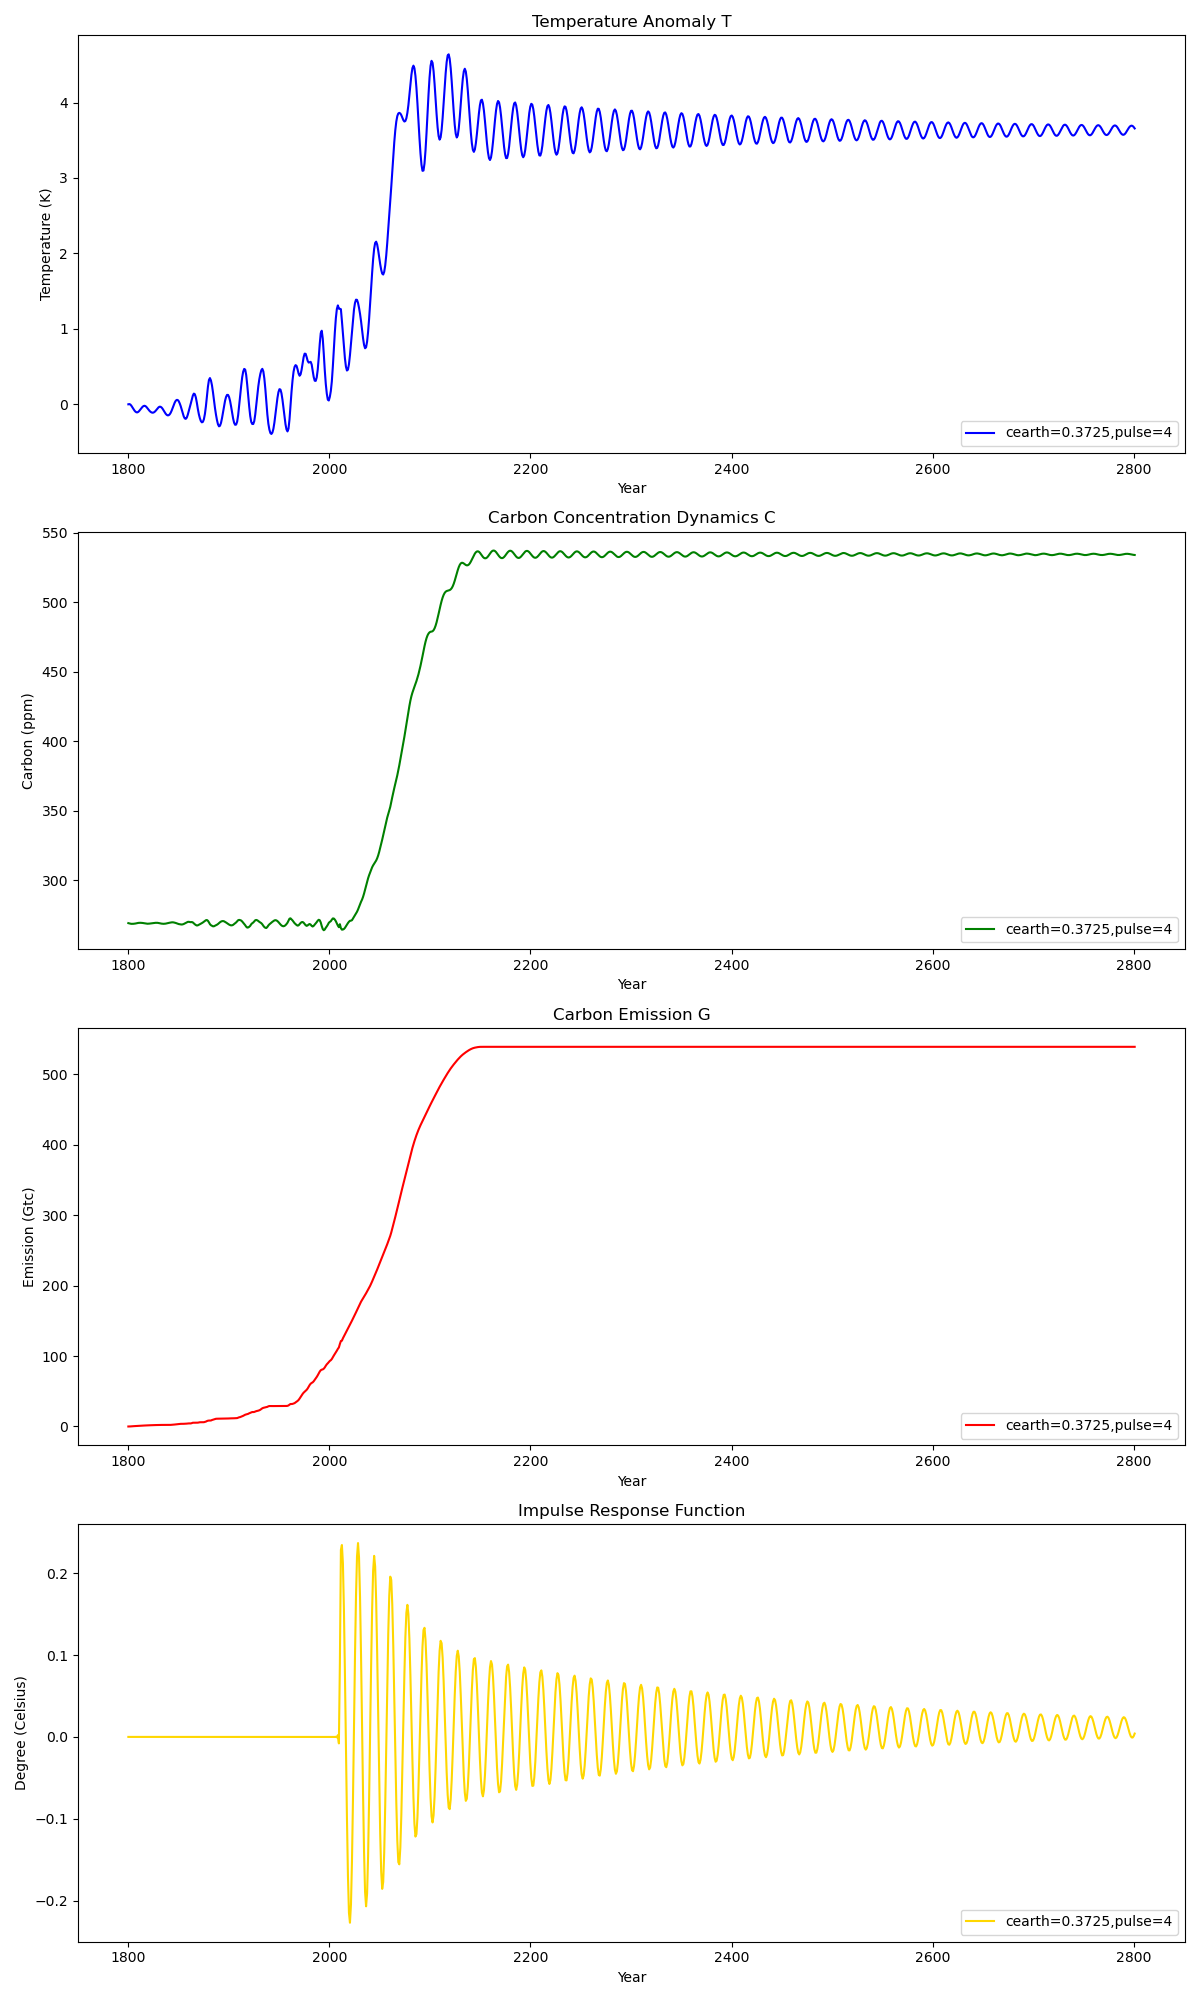 Temperature Anomaly T
Temperature (K)
4
3
2
1
0
cearth=0.3725,pulse=4
1800 2000 2200 2400 2600 2800
Year
Carbon Concentration Dynamics C
Carbon (ppm)
550
500
450
400
350
300
cearth=0.3725,pulse=4
1800 2000 2200 2400 2600 2800
Year
Carbon Emission G
Emission (Gtc)
500
400
300
200
100
0
cearth=0.3725,pulse=4
1800 2000 2200 2400 2600 2800
Year
Impulse Response Function
Degree (Celsius)
0.2
0.1
0.0
−0.1
−0.2
cearth=0.3725,pulse=4
1800 2000 2200 2400 2600 2800
Year